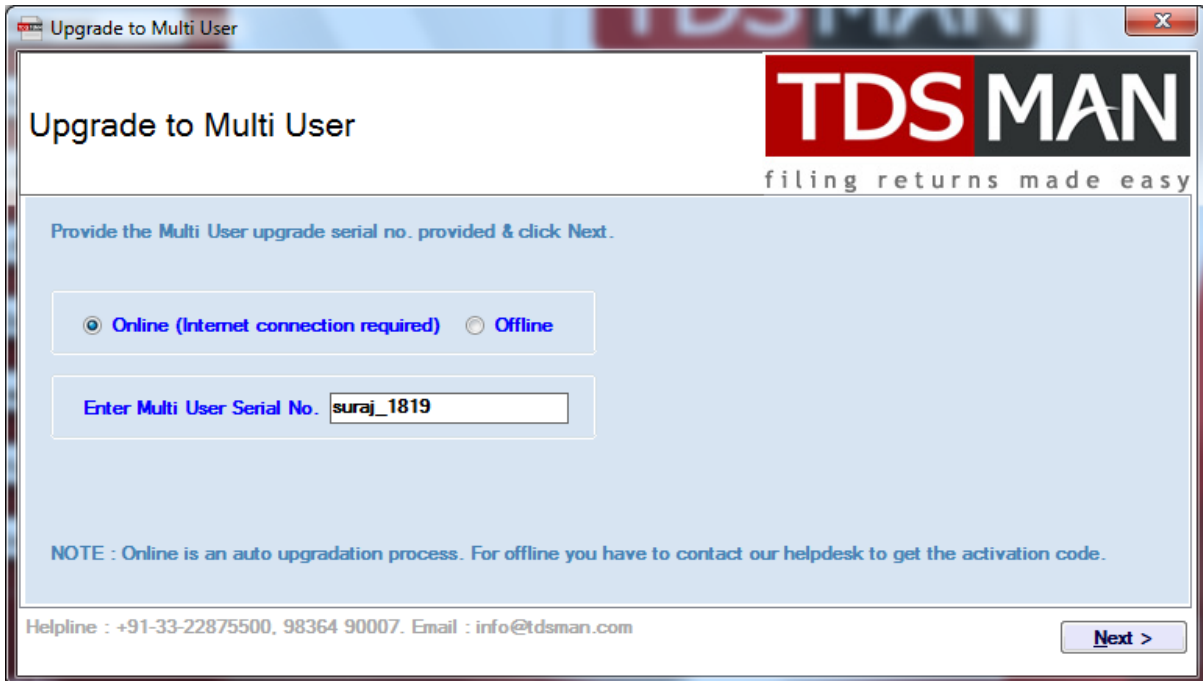 Upgrade to Multi User
TDSMAN
X
Upgrade to Multi User
TDS MAN
filing returns made easy
Provide the Multi User upgrade serial no. provided & click Next.
Online (Internet connection required) Offline
Enter Multi User Serial No. suraj_1819
NOTE : Online is an auto upgradation process. For offline you have to contact our helpdesk to get the activation code.
Helpline : +91-33-22875500, 98364 90007. Email : info@tdsman.com
Next >